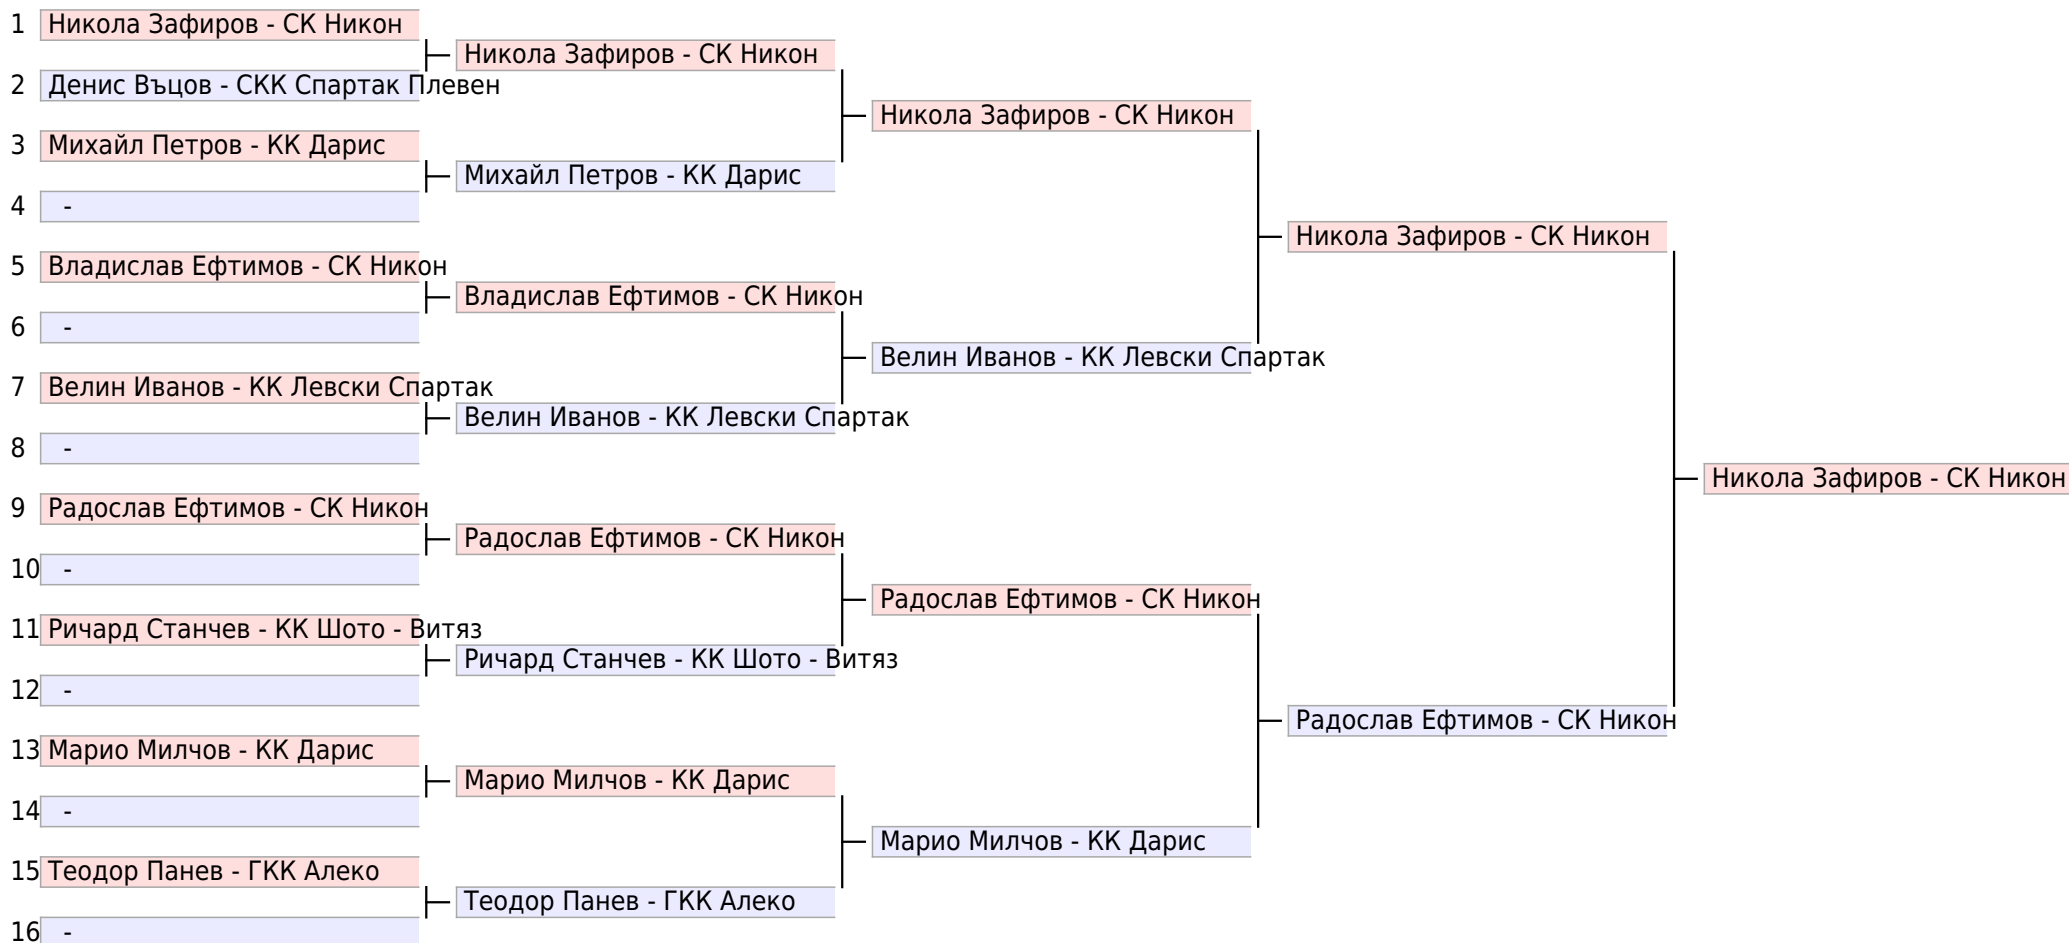 1 Никола Зафиров - СК Никон
Никола Зафиров - СК Никон
2 Денис Въцов - СКК Спартак Плевен
Никола Зафиров - СК Никон
3 Михайл Петров - КК Дарис
Михайл Петров - КК Дарис
4 -
Никола Зафиров - СК Никон
5 Владислав Ефтимов - СК Никон
Владислав Ефтимов - СК Никон
6 -
Велин Иванов - КК Левски Спартак
7 Велин Иванов - КК Левски Спартак
Велин Иванов - КК Левски Спартак
8 -
Никола Зафиров - СК Никон
9 Радослав Ефтимов - СК Никон
Радослав Ефтимов - СК Никон
10 -
Радослав Ефтимов - СК Никон
11 Ричард Станчев - КК Шото - Витяз
Ричард Станчев - КК Шото - Витяз
12 -
Радослав Ефтимов - СК Никон
13 Марио Милчов - КК Дарис
Марио Милчов - КК Дарис
14 -
Марио Милчов - КК Дарис
15 Теодор Панев - ГКК Алеко
Теодор Панев - ГКК Алеко
16 -